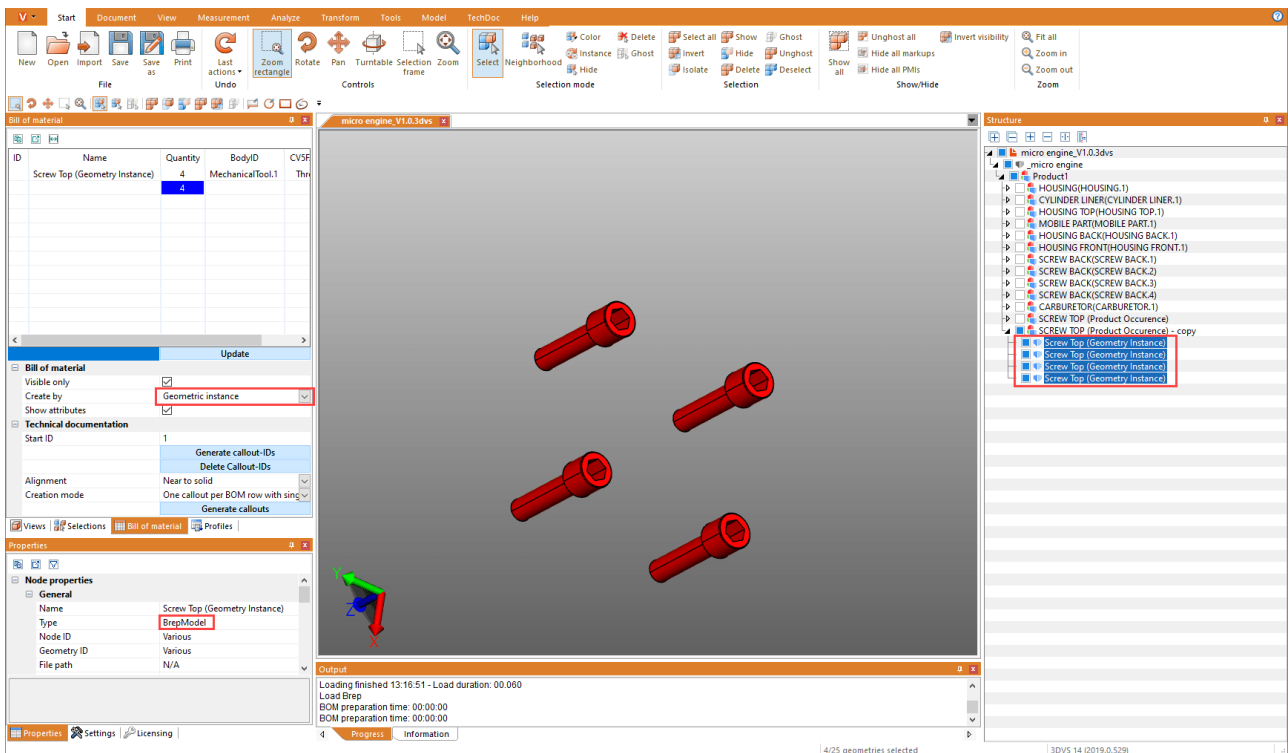 V Start Document View Measurement Analyze Transform Tools Model TechDoc Help
New Open Import Save Save as Print
File
Last actions
Undo
Zoom rectangle Rotate Pan Turntable Selection frame Zoom
Controls
Select Neighborhood Color Delete
Instance Ghost
Hide
Selection mode
Select all Show Ghost
Invert Hide Unghost
Isolate Delete Deselect
Selection
Show all Unghost all Invert visibility
Hide all markups
Hide all PMIs
Show/Hide
Fit all
Zoom in
Zoom out
Zoom
Bill of material
ID Name Quantity BodyID CV5F
Screw Top (Geometry Instance) 4 MechanicalTool.1 Thr
4
Update
Bill of material
Visible only
Create by Geometric instance
Show attributes
Technical documentation
Start ID 1
Generate callout-IDs
Delete Callout-IDs
Alignment Near to solid
Creation mode One callout per BOM row with sing
Generate callouts
Views Selections Bill of material Profiles
Properties
Node properties
General
Name Screw Top (Geometry Instance)
Type BrepModel
Node ID Various
Geometry ID Various
File path N/A
Properties Settings Licensing
micro engine_V1.0.3dvs
Y
Z
X
Output
Loading finished 13:16:51 - Load duration: 00.060
Load Brep
BOM preparation time: 00:00:00
BOM preparation time: 00:00:00
Progress Information
Structure
micro engine_V1.0.3dvs
_micro engine
Product1
HOUSING(HOUSING.1)
CYLINDER LINER(CYLINDER LINER.1)
HOUSING TOP(HOUSING TOP.1)
MOBILE PART(MOBILE PART.1)
HOUSING BACK(HOUSING BACK.1)
HOUSING FRONT(HOUSING FRONT.1)
SCREW BACK(SCREW BACK.1)
SCREW BACK(SCREW BACK.2)
SCREW BACK(SCREW BACK.3)
SCREW BACK(SCREW BACK.4)
CARBURETOR(CARBURETOR.1)
SCREW TOP (Product Occurence)
SCREW TOP (Product Occurence) - copy
Screw Top (Geometry Instance)
Screw Top (Geometry Instance)
Screw Top (Geometry Instance)
Screw Top (Geometry Instance)
4/25 geometries selected 3DVS 14 (2019.0.529)